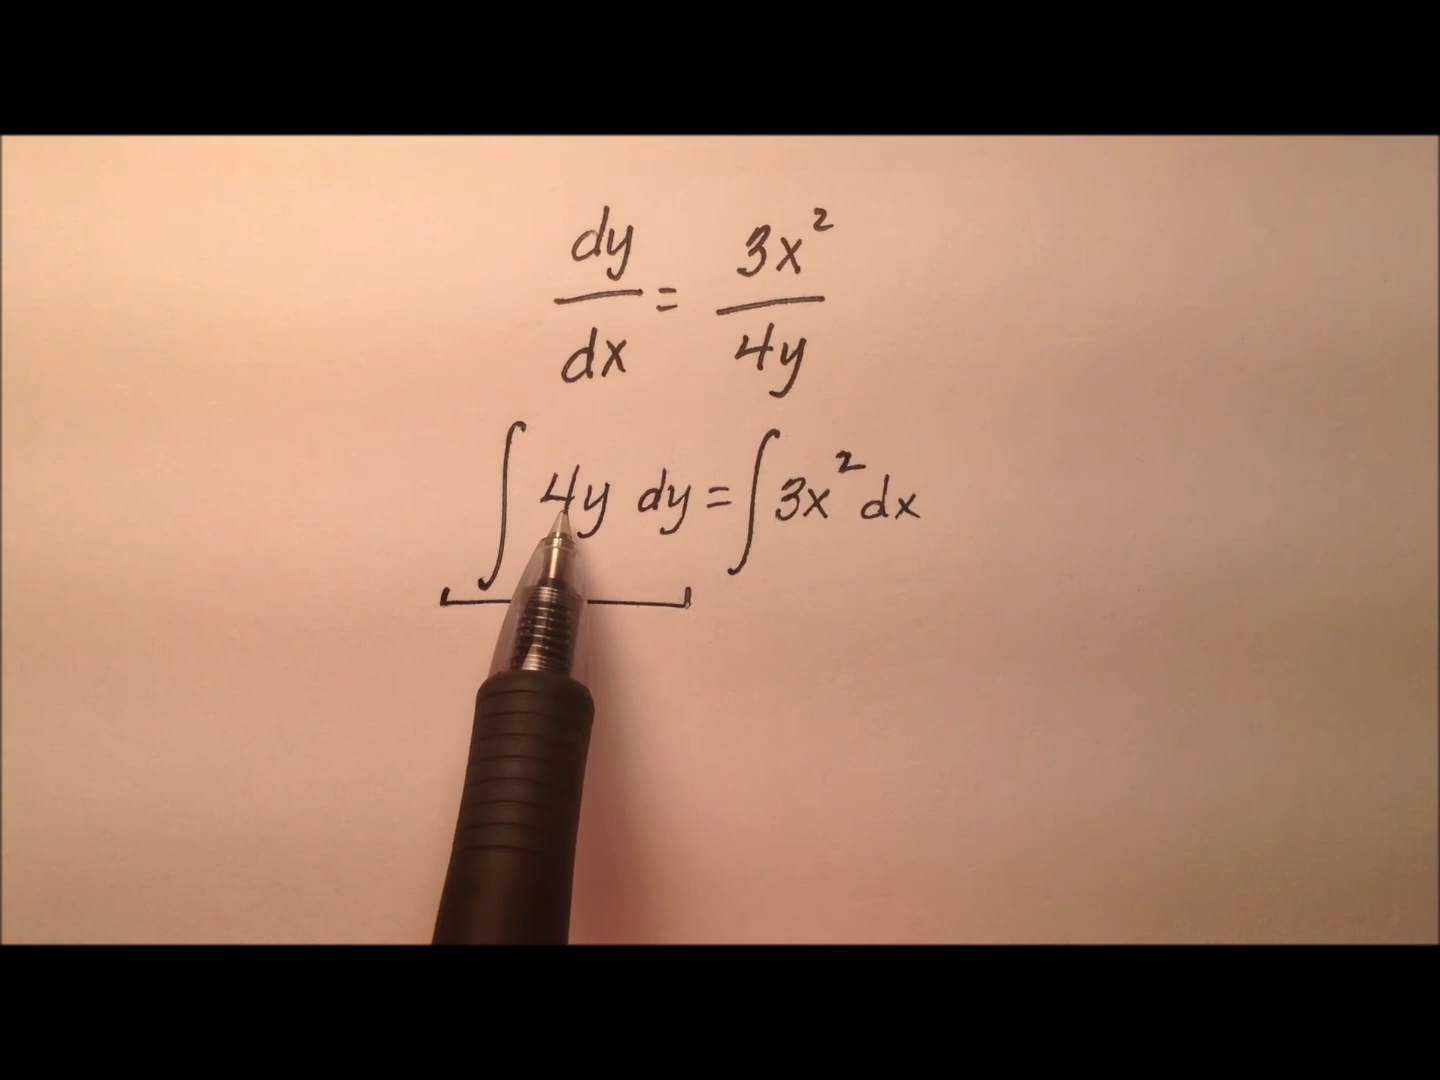 dy/dx = 3x²/4y
∫ 4y dy = ∫ 3x² dx